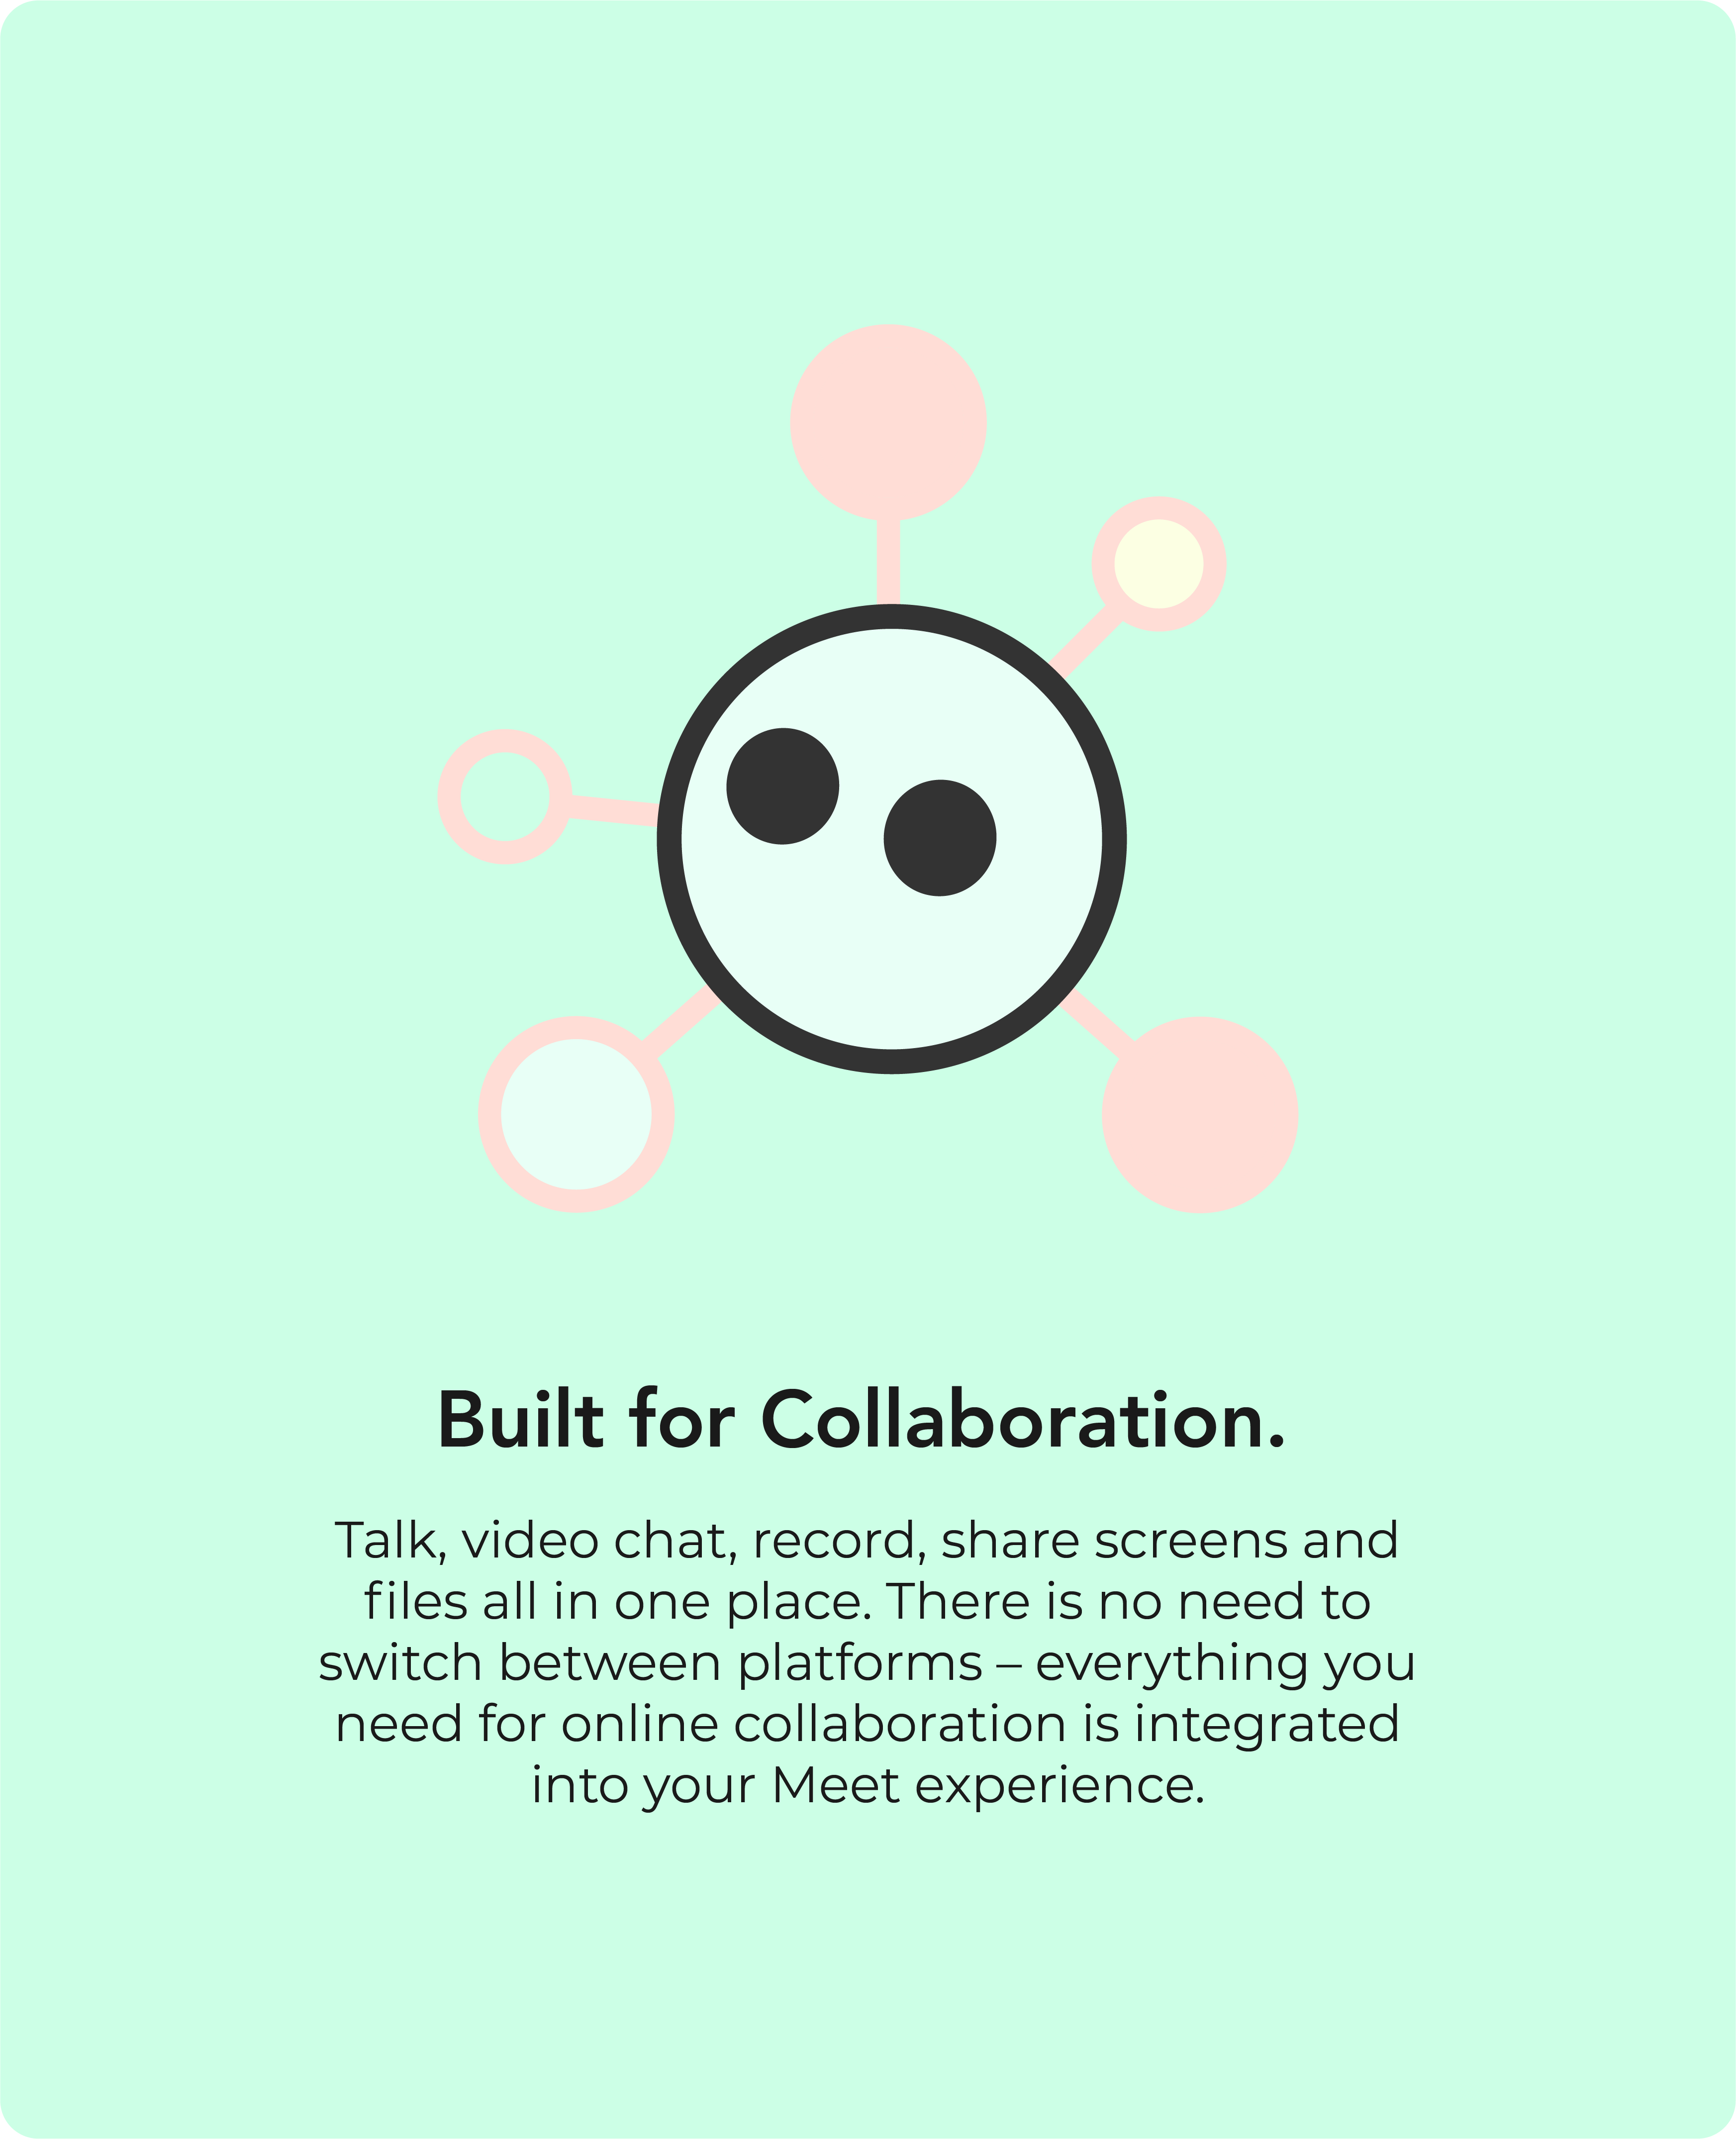 Built for Collaboration.
Talk, video chat, record, share screens and
files all in one place. There is no need to
switch between platforms – everything you
need for online collaboration is integrated
into your Meet experience.